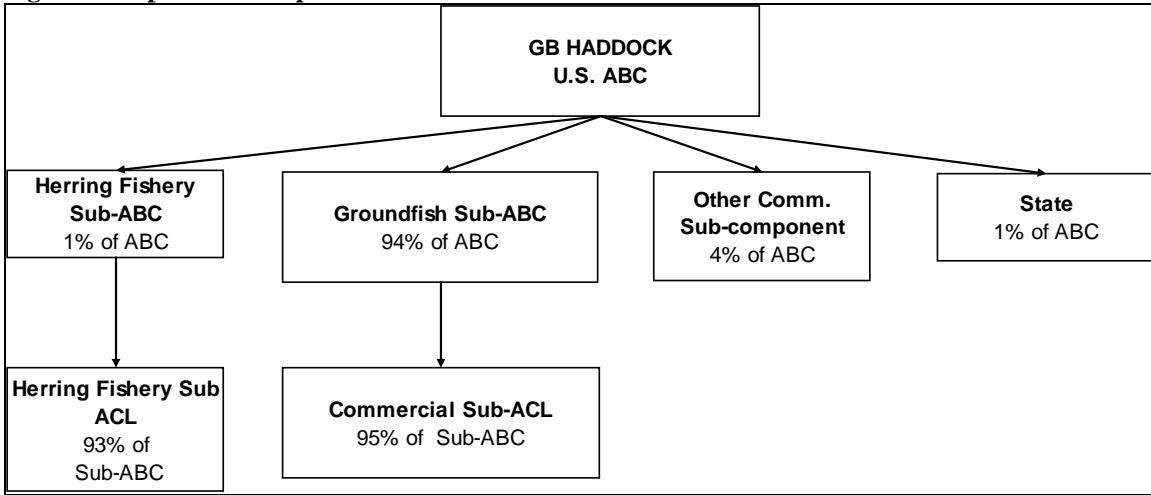 GB HADDOCK
U.S. ABC
Herring Fishery
Sub-ABC
1% of ABC
Groundfish Sub-ABC
94% of ABC
Other Comm.
Sub-component
4% of ABC
State
1% of ABC
Herring Fishery Sub
ACL
93% of
Sub-ABC
Commercial Sub-ACL
95% of Sub-ABC